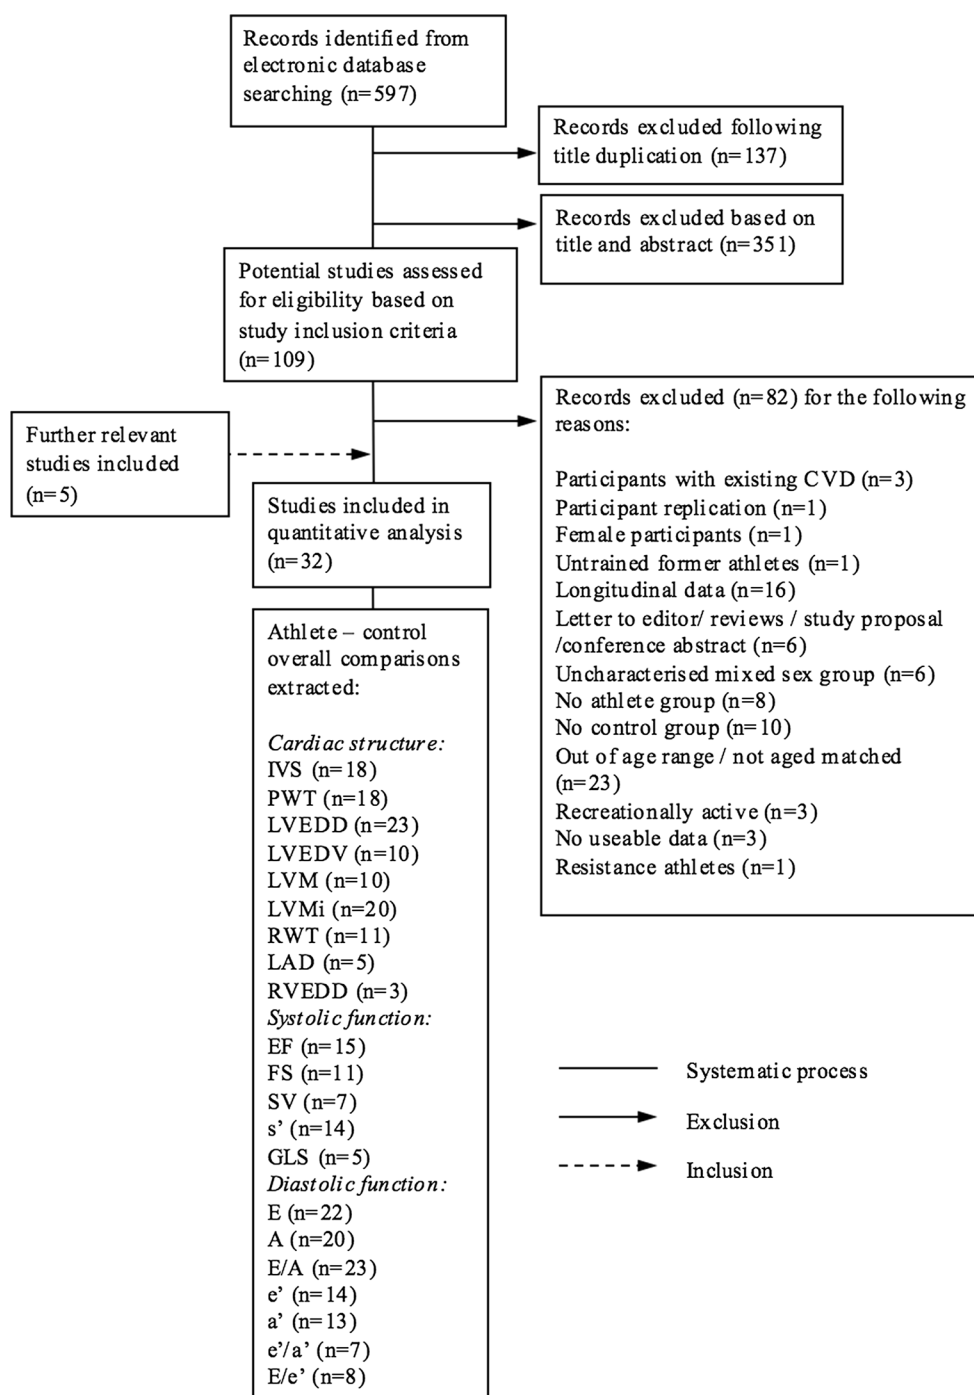 Records identified from
electronic database
searching (n=597)
Records excluded following
title duplication (n=137)
Records excluded based on
title and abstract (n=351)
Potential studies assessed
for eligibility based on
study inclusion criteria
(n=109)
Records excluded (n=82) for the following
reasons:
Participants with existing CVD (n=3)
Participant replication (n=1)
Female participants (n=1)
Untrained former athletes (n=1)
Longitudinal data (n=16)
Letter to editor/ reviews / study proposal
/conference abstract (n=6)
Uncharacterised mixed sex group (n=6)
No athlete group (n=8)
No control group (n=10)
Out of age range / not aged matched
(n=23)
Recreationally active (n=3)
No useable data (n=3)
Resistance athletes (n=1)
Further relevant
studies included
(n=5)
Studies included in
quantitative analysis
(n=32)
Athlete – control
overall comparisons
extracted:
Cardiac structure:
IVS (n=18)
PWT (n=18)
LVEDD (n=23)
LVEDV (n=10)
LVM (n=10)
LVMi (n=20)
RWT (n=11)
LAD (n=5)
RVEDD (n=3)
Systolic function:
EF (n=15)
FS (n=11)
SV (n=7)
s’ (n=14)
GLS (n=5)
Diastolic function:
E (n=22)
A (n=20)
E/A (n=23)
e’ (n=14)
a’ (n=13)
e’/a’ (n=7)
E/e’ (n=8)
Systematic process
Exclusion
Inclusion